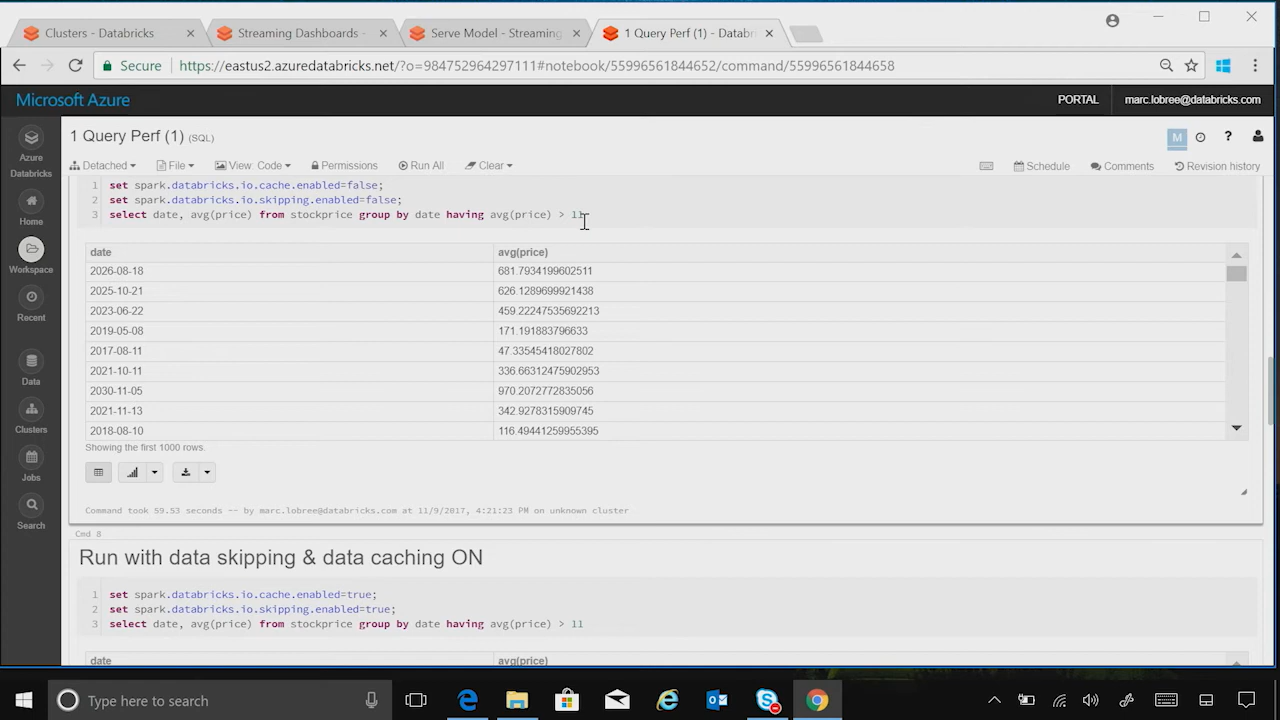 Clusters - Databricks
Streaming Dashboards -
Serve Model - Streaming
1 Query Perf (1) - Databri
Secure
https://eastus2.azuredatabricks.net/?o=984752964297111#notebook/55996561844652/command/55996561844658
Microsoft Azure
PORTAL
marc.lobree@databricks.com
Azure
Databricks
Home
Workspace
Recent
Data
Clusters
Jobs
Search
1 Query Perf (1) (SQL)
M
?
Detached
File
View: Code
Permissions
Run All
Clear
Schedule
Comments
Revision history
1 set spark.databricks.io.cache.enabled=false;
2 set spark.databricks.io.skipping.enabled=false;
3 select date, avg(price) from stockprice group by date having avg(price) > 11
date avg(price)
2026-08-18 681.7934199602511
2025-10-21 626.1289699921438
2023-06-22 459.22247535692213
2019-05-08 171.191883796633
2017-08-11 47.33545418027802
2021-10-11 336.66312475902953
2030-11-05 970.2072772835056
2021-11-13 342.9278315909745
2018-08-10 116.49441259955395
Showing the first 1000 rows.
Command took 59.53 seconds -- by marc.lobree@databricks.com at 11/9/2017, 4:21:23 PM on unknown cluster
Cmd 8
Run with data skipping & data caching ON
1 set spark.databricks.io.cache.enabled=true;
2 set spark.databricks.io.skipping.enabled=true;
3 select date, avg(price) from stockprice group by date having avg(price) > 11
date avg(price)
Type here to search